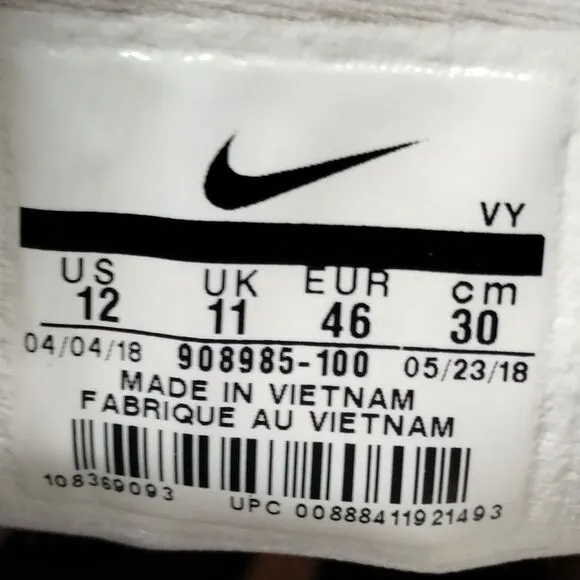 VY
US UK EUR cm
12 11 46 30
04/04/18 908985-100 05/23/18
MADE IN VIETNAM
FABRIQUE AU VIETNAM
108369093 UPC 00888411921493